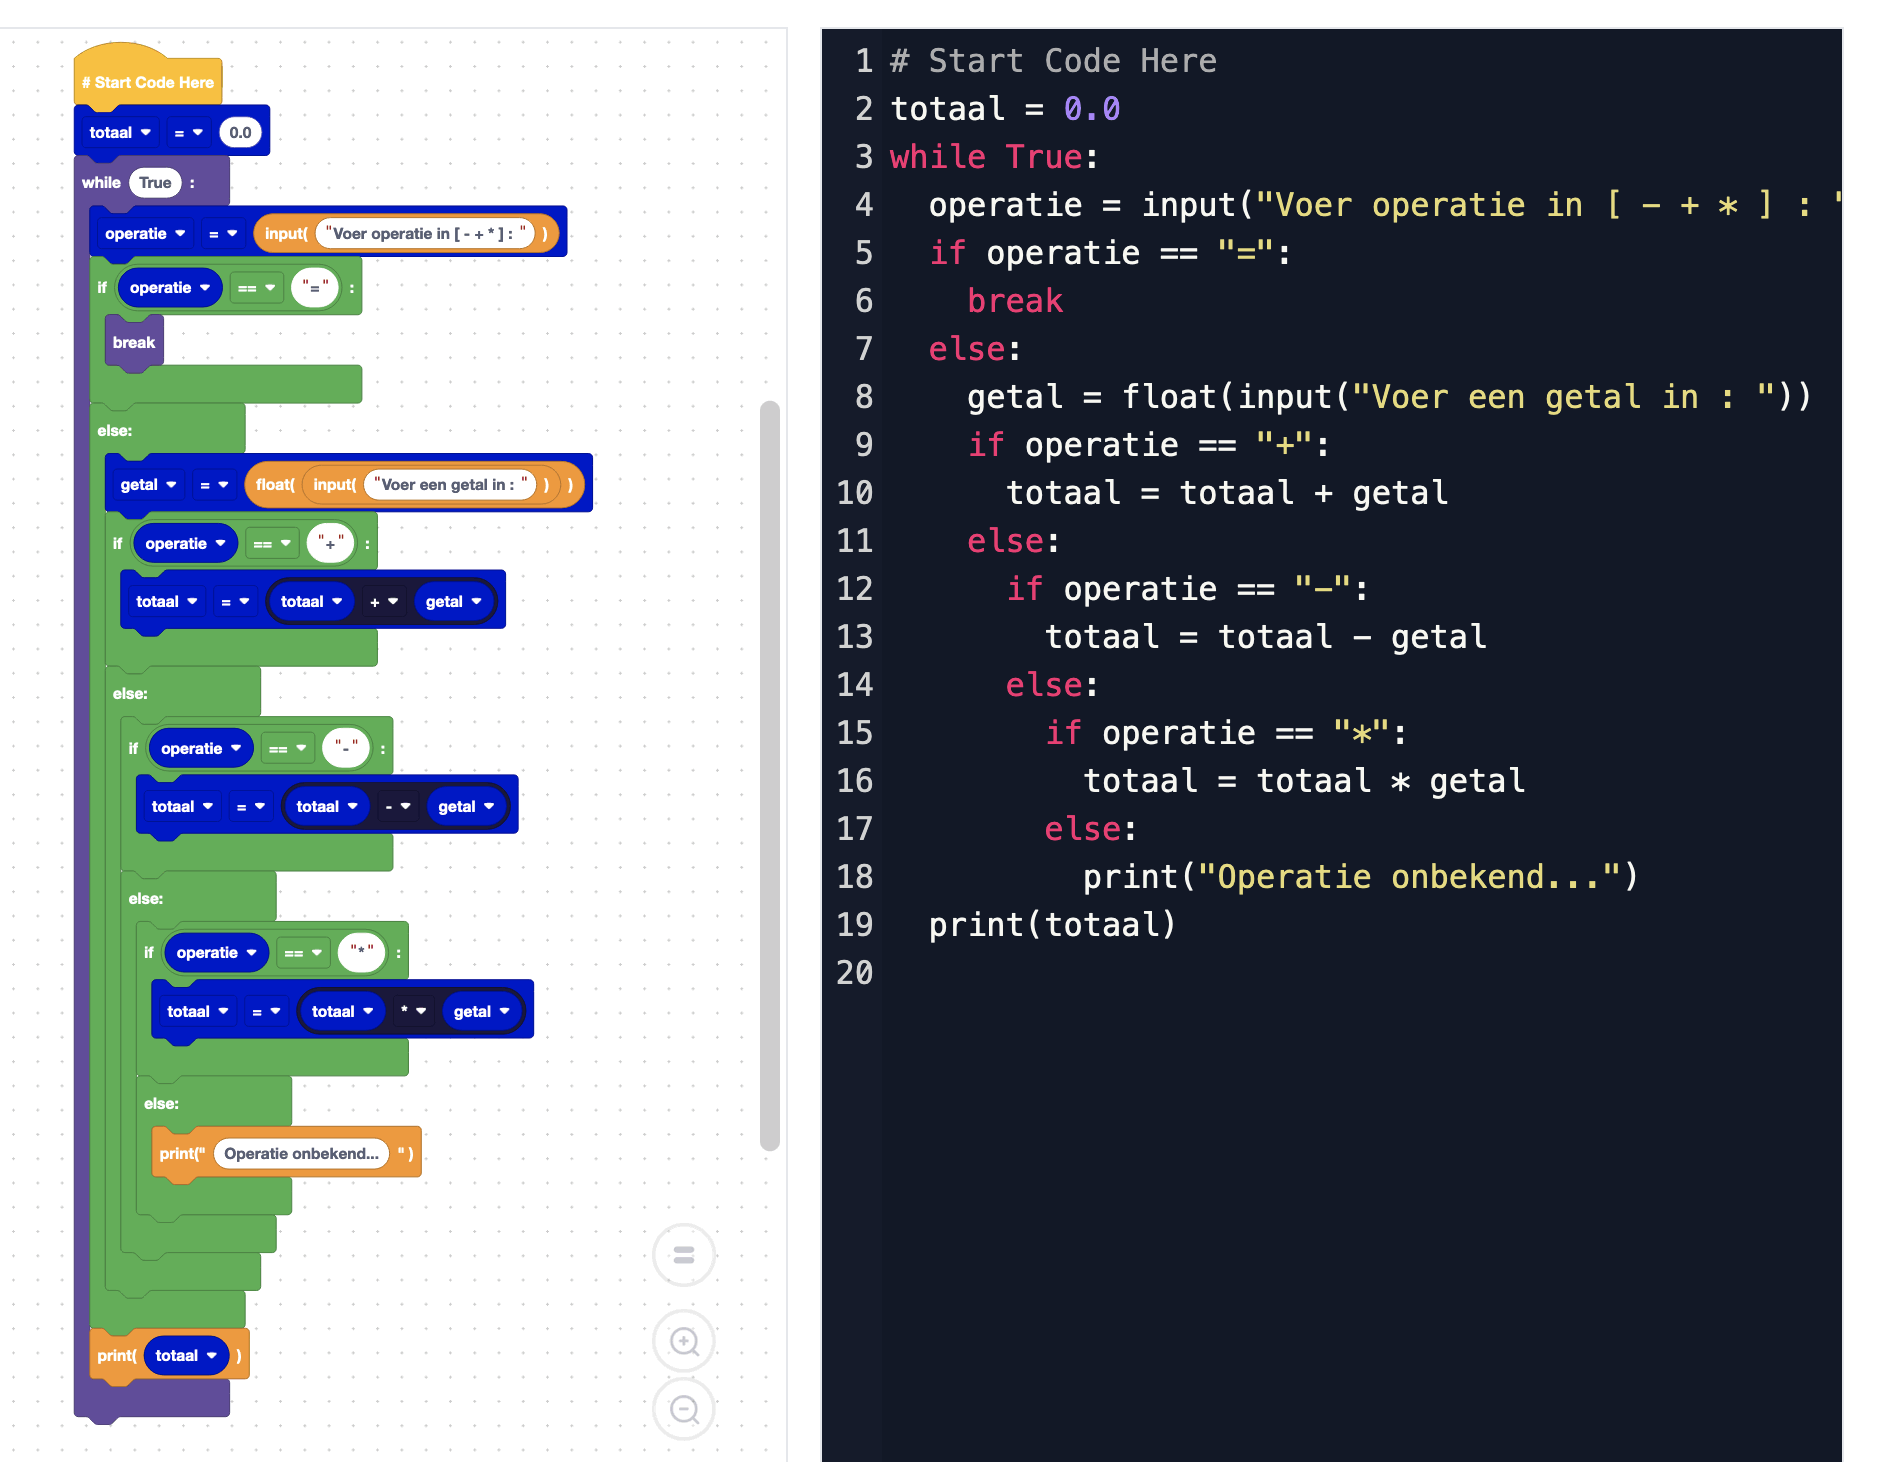 # Start Code Here
totaal = 0.0
while True :
operatie = input( "Voer operatie in [ - + * ] : " )
if operatie == "=" :
break
else:
getal = float( input( "Voer een getal in : " ) )
if operatie == "+" :
totaal = totaal + getal
else:
if operatie == "-" :
totaal = totaal - getal
else:
if operatie == "*" :
totaal = totaal * getal
else:
print(" Operatie onbekend... ")
print( totaal )
1 # Start Code Here
2 totaal = 0.0
3 while True:
4 operatie = input("Voer operatie in [ - + * ] : "
5 if operatie == "=":
6 break
7 else:
8 getal = float(input("Voer een getal in : "))
9 if operatie == "+":
10 totaal = totaal + getal
11 else:
12 if operatie == "-":
13 totaal = totaal - getal
14 else:
15 if operatie == "*":
16 totaal = totaal * getal
17 else:
18 print("Operatie onbekend...")
19 print(totaal)
20